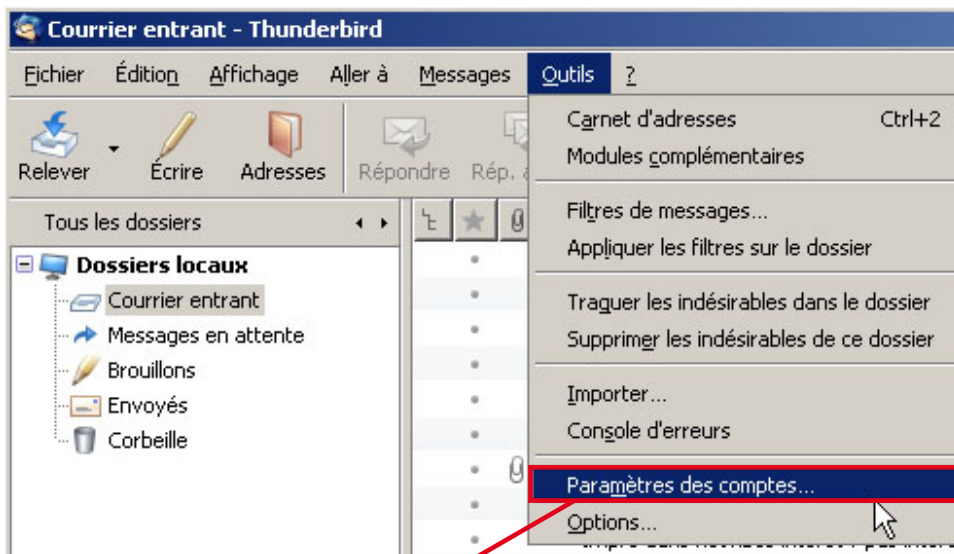 Courrier entrant - Thunderbird
Fichier Édition Affichage Aller à Messages Outils ?
Relever Écrire Adresses Répondre Rép.
Tous les dossiers
Dossiers locaux
Courrier entrant
Messages en attente
Brouillons
Envoyés
Corbeille
Carnet d'adresses Ctrl+2
Modules complémentaires
Filtres de messages...
Appliquer les filtres sur le dossier
Traquer les indésirables dans le dossier
Supprimer les indésirables de ce dossier
Importer...
Console d'erreurs
Paramètres des comptes...
Options...